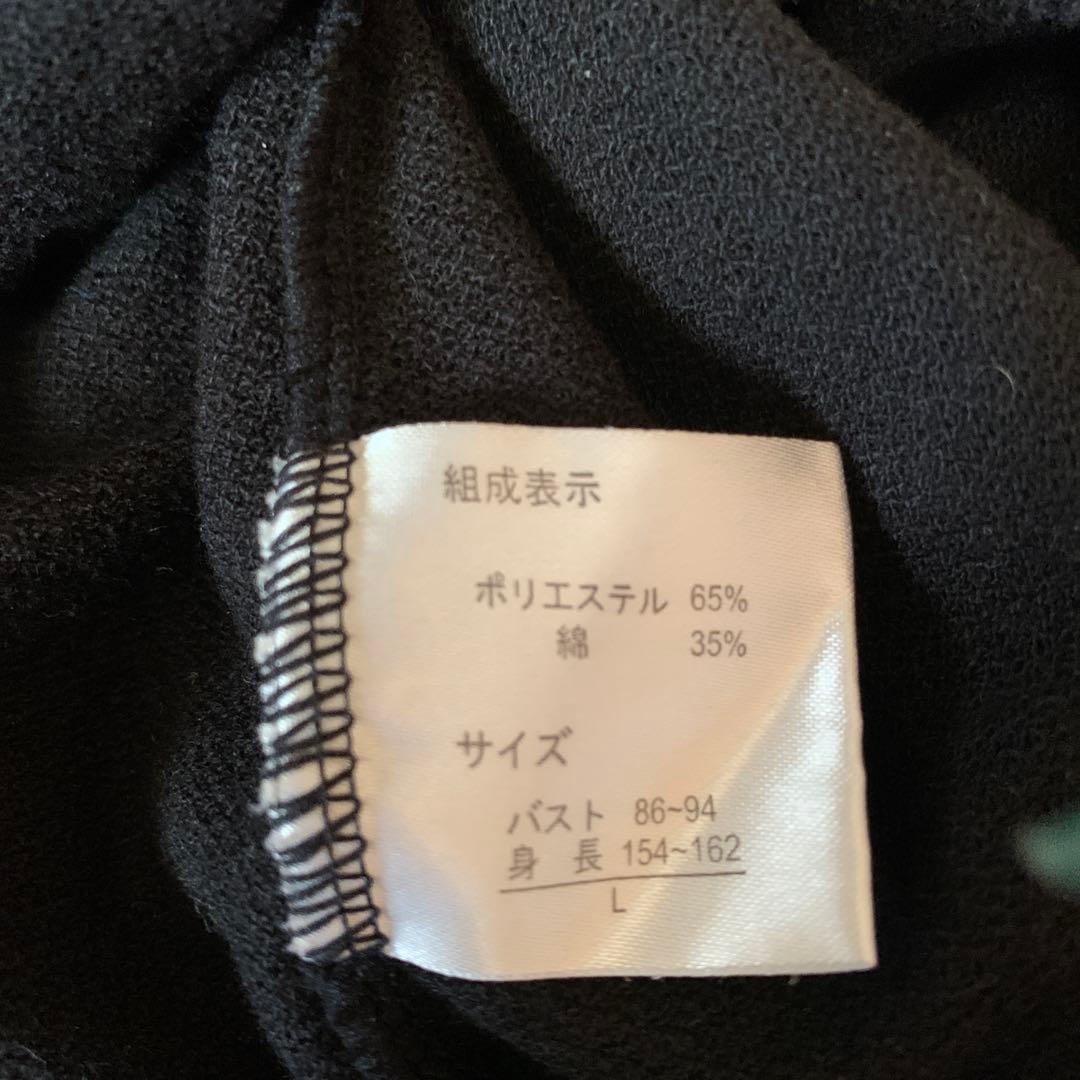 組成表示
ポリエステル 65%
綿 35%
サイズ
バスト 86~94
身長 154~162
L